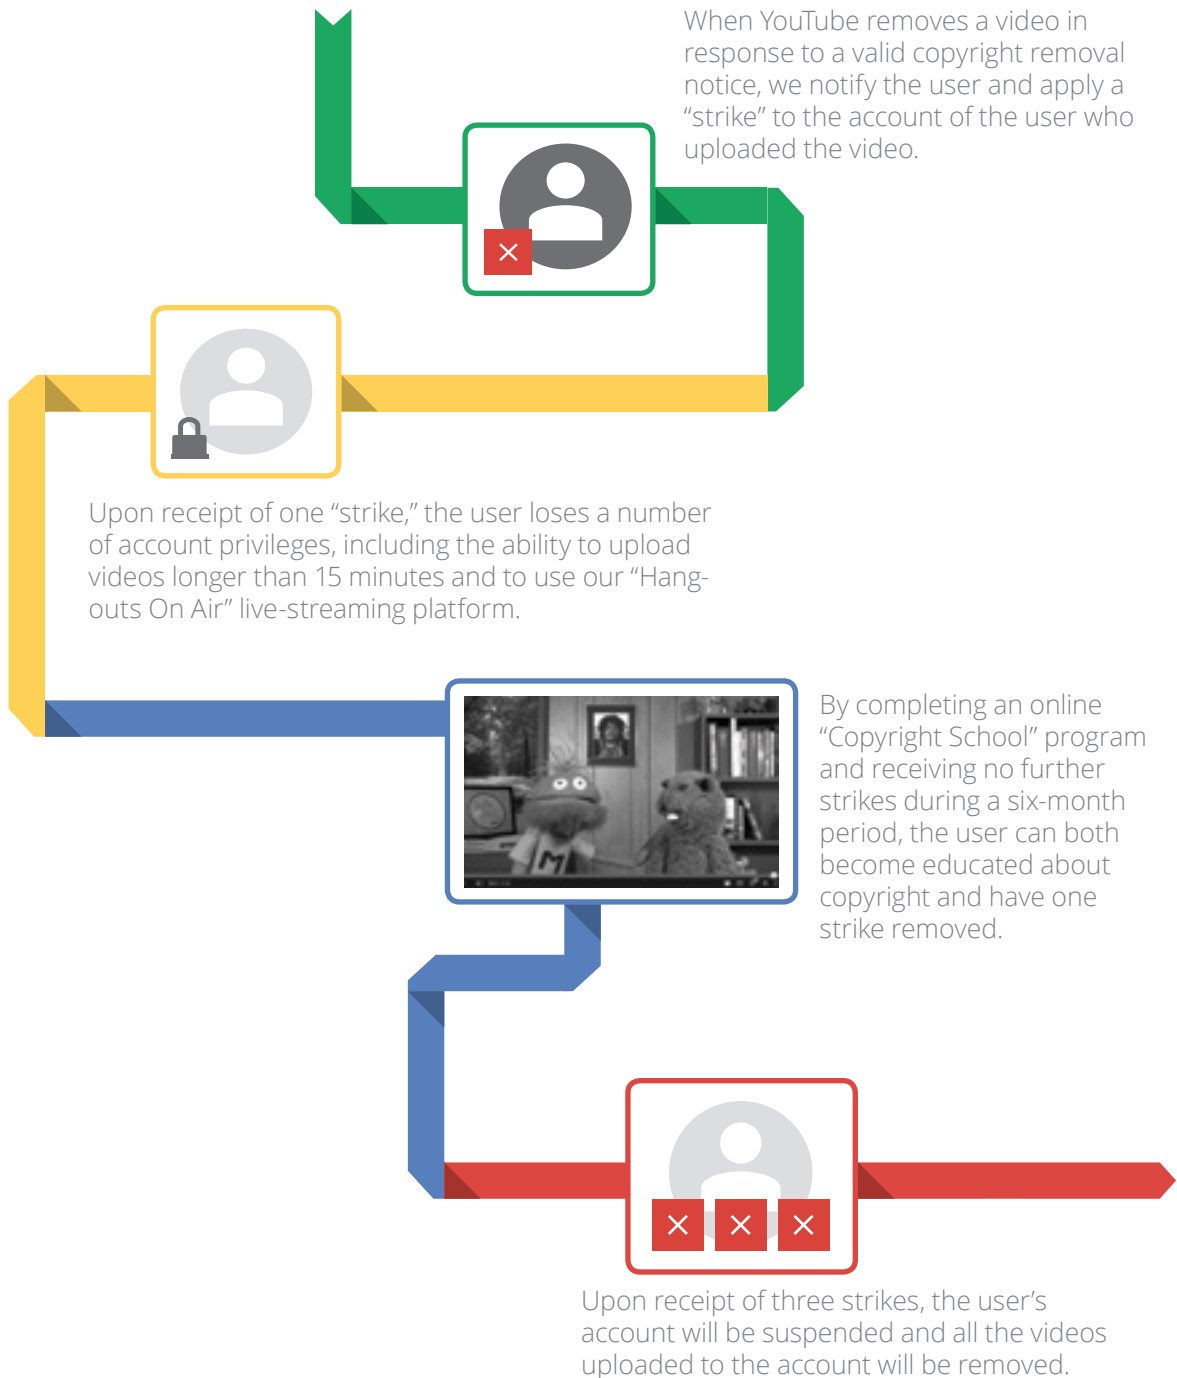 When YouTube removes a video in
response to a valid copyright removal
notice, we notify the user and apply a
“strike” to the account of the user who
uploaded the video.
Upon receipt of one “strike,” the user loses a number
of account privileges, including the ability to upload
videos longer than 15 minutes and to use our “Hang-
outs On Air” live-streaming platform.
By completing an online
“Copyright School” program
and receiving no further
strikes during a six-month
period, the user can both
become educated about
copyright and have one
strike removed.
M
Upon receipt of three strikes, the user’s
account will be suspended and all the videos
uploaded to the account will be removed.